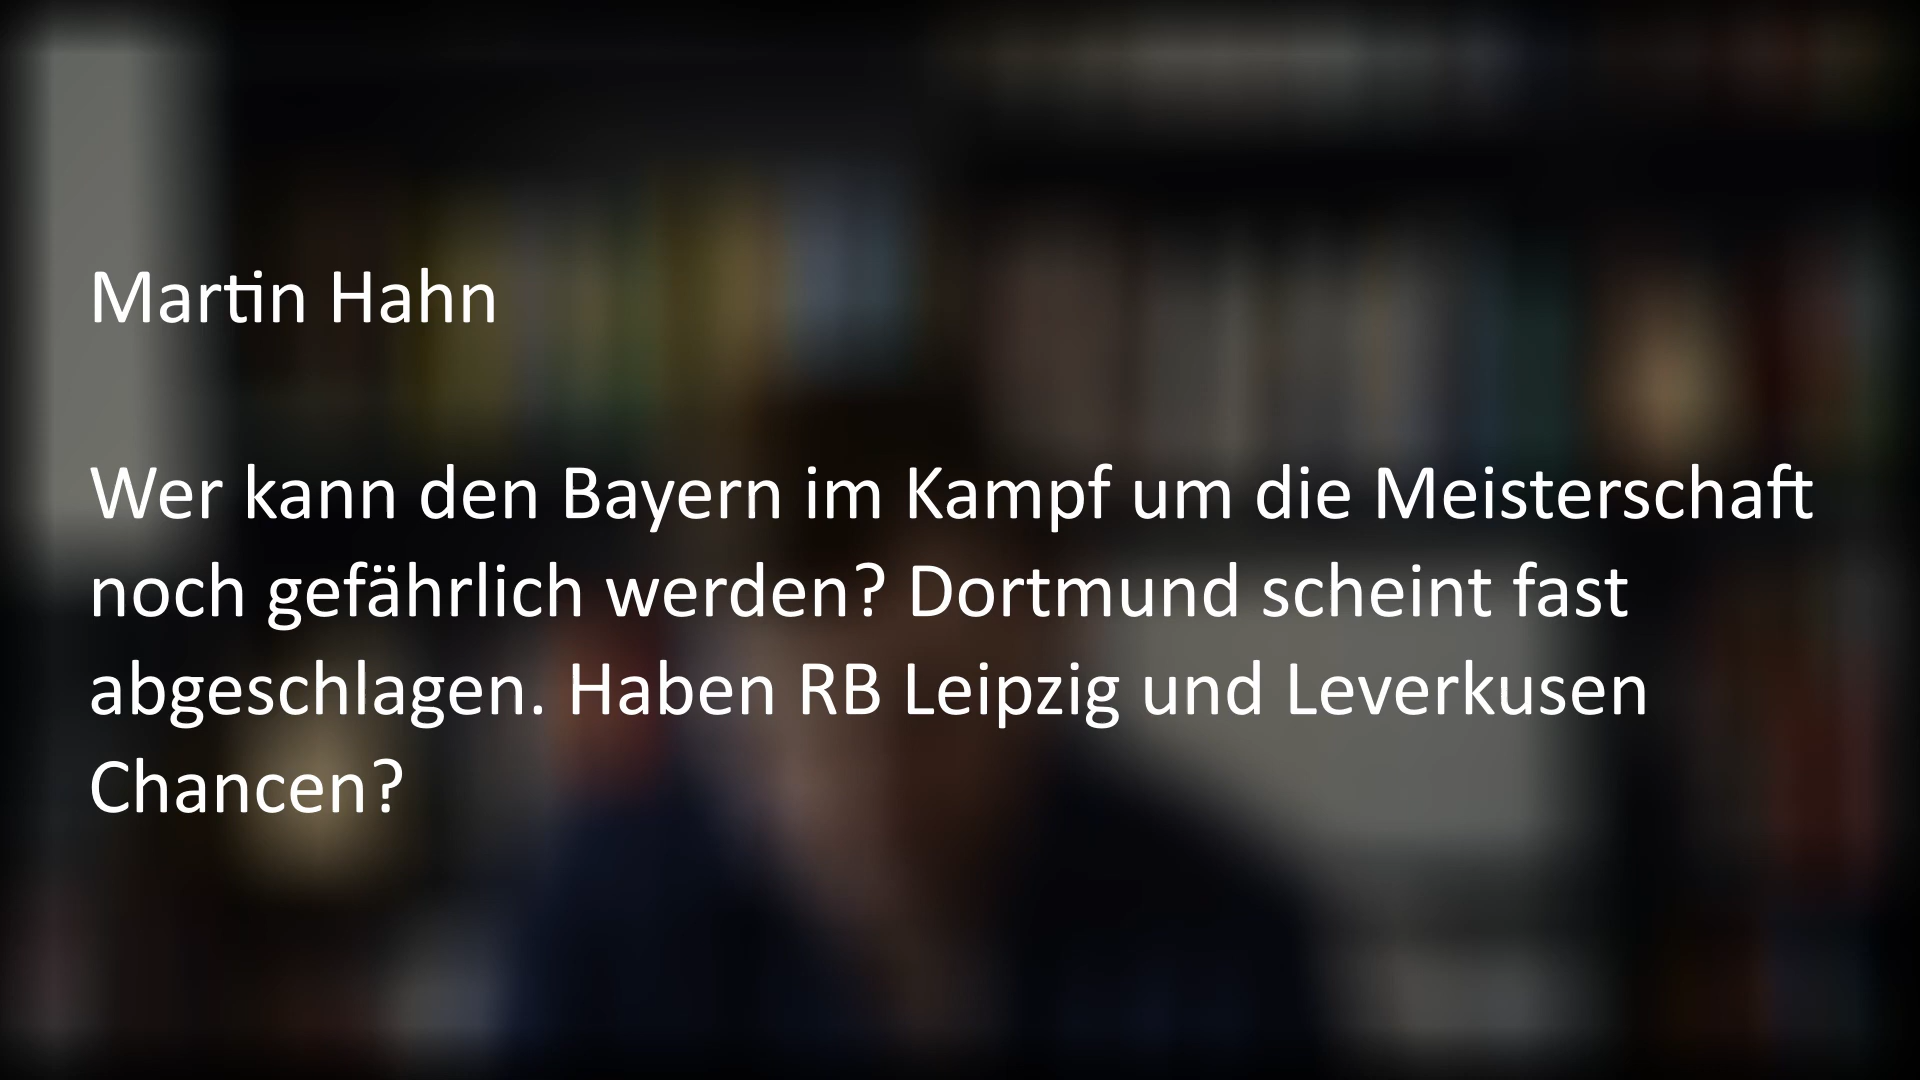 Martin Hahn
Wer kann den Bayern im Kampf um die Meisterschaft
noch gefährlich werden? Dortmund scheint fast
abgeschlagen. Haben RB Leipzig und Leverkusen
Chancen?